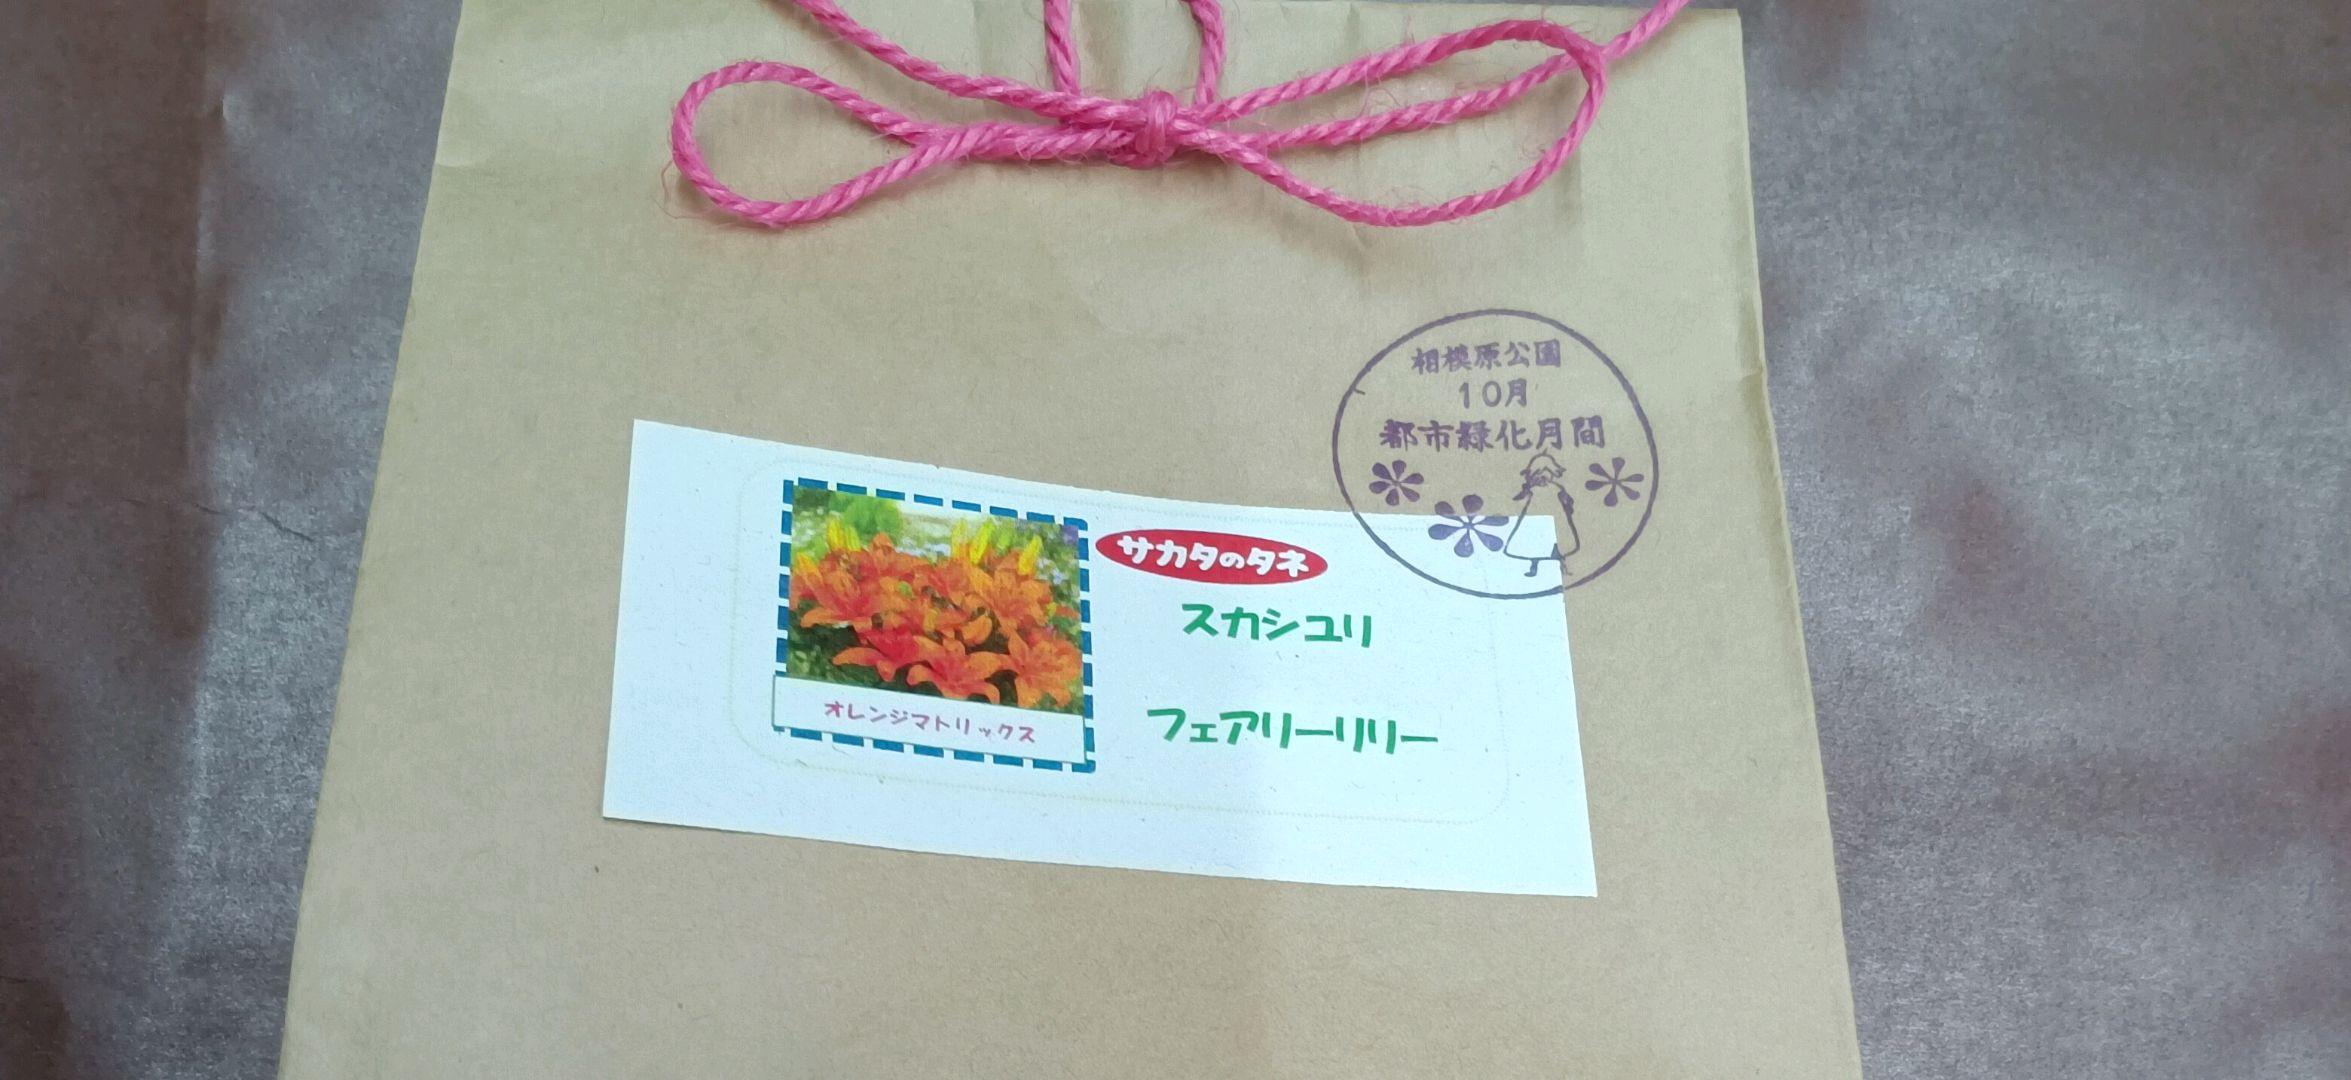 相模原公園
10月
都市緑化月間
サカタのタネ
スカシユリ
フェアリーリリー
オレンジマトリックス